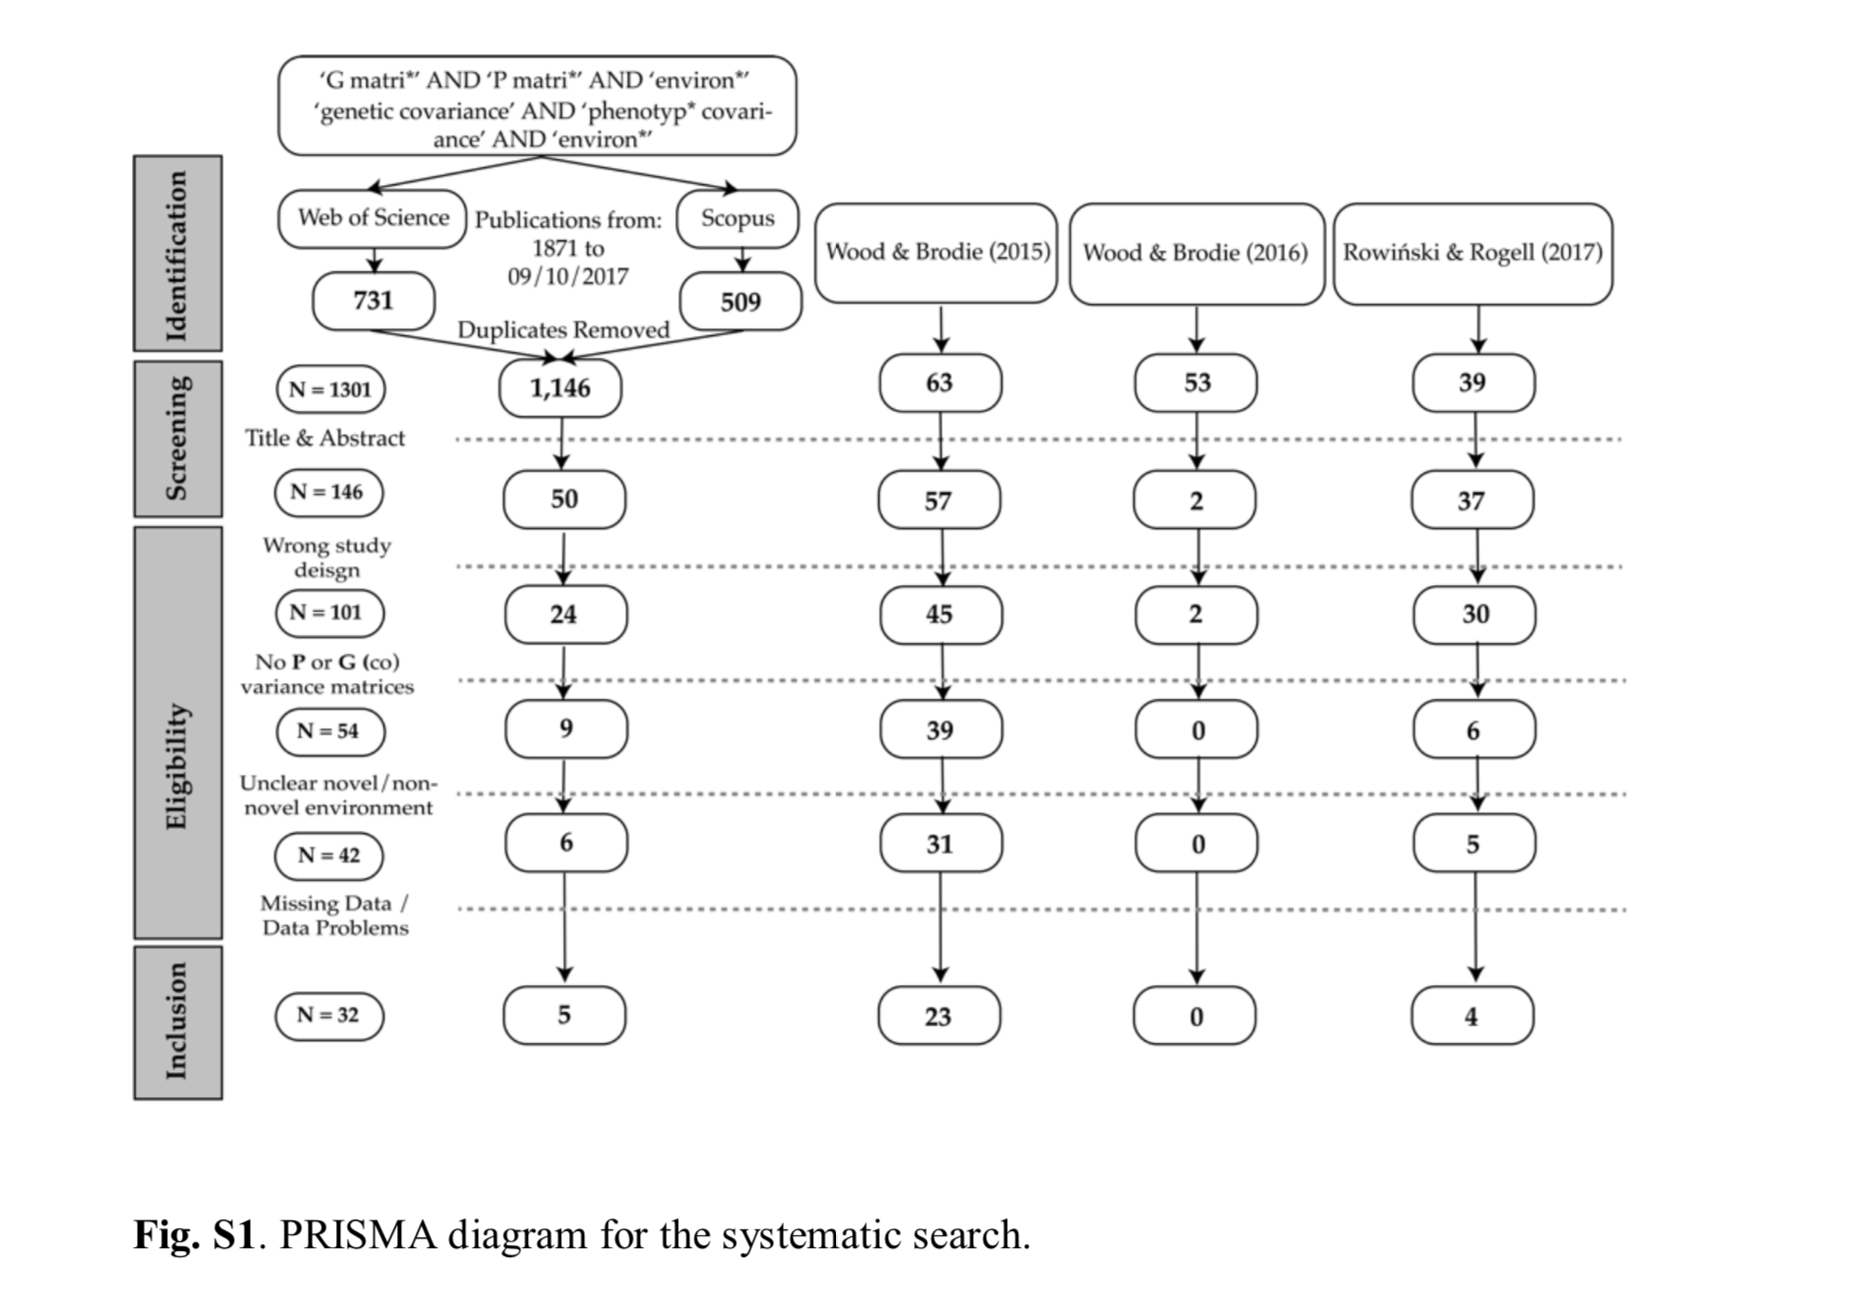 ‘G matri*’ AND ‘P matri*’ AND ‘environ*’
‘genetic covariance’ AND ‘phenotyp* covari-
ance’ AND ‘environ*’
Identification
Web of Science
Publications from:
1871 to
09/10/2017
Scopus
Wood & Brodie (2015)
Wood & Brodie (2016)
Rowiński & Rogell (2017)
731
509
Duplicates Removed
Screening
N = 1301
1,146
63
53
39
Title & Abstract
N = 146
50
57
2
37
Eligibility
Wrong study
deisgn
N = 101
24
45
2
30
No P or G (co)
variance matrices
N = 54
9
39
0
6
Unclear novel/non-
novel environment
N = 42
6
31
0
5
Missing Data /
Data Problems
Inclusion
N = 32
5
23
0
4
Fig. S1. PRISMA diagram for the systematic search.